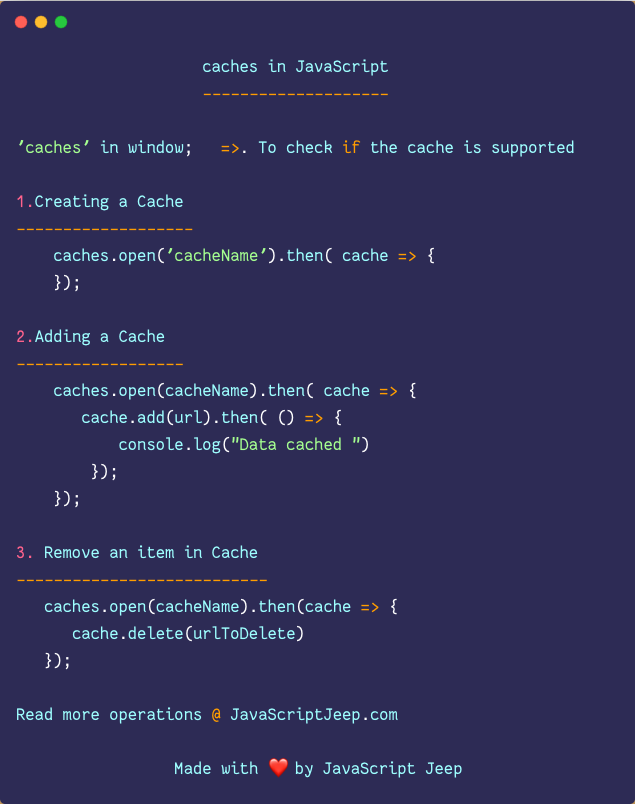 caches in JavaScript
--------------------
’caches’ in window;   =>. To check if the cache is supported
1.Creating a Cache
-------------------
caches.open(’cacheName’).then( cache => {
});
2.Adding a Cache
------------------
caches.open(cacheName).then( cache => {
cache.add(url).then( () => {
console.log("Data cached ")
});
});
3. Remove an item in Cache
---------------------------
caches.open(cacheName).then(cache => {
cache.delete(urlToDelete)
});
Read more operations @ JavaScriptJeep.com
Made with ❤️ by JavaScript Jeep